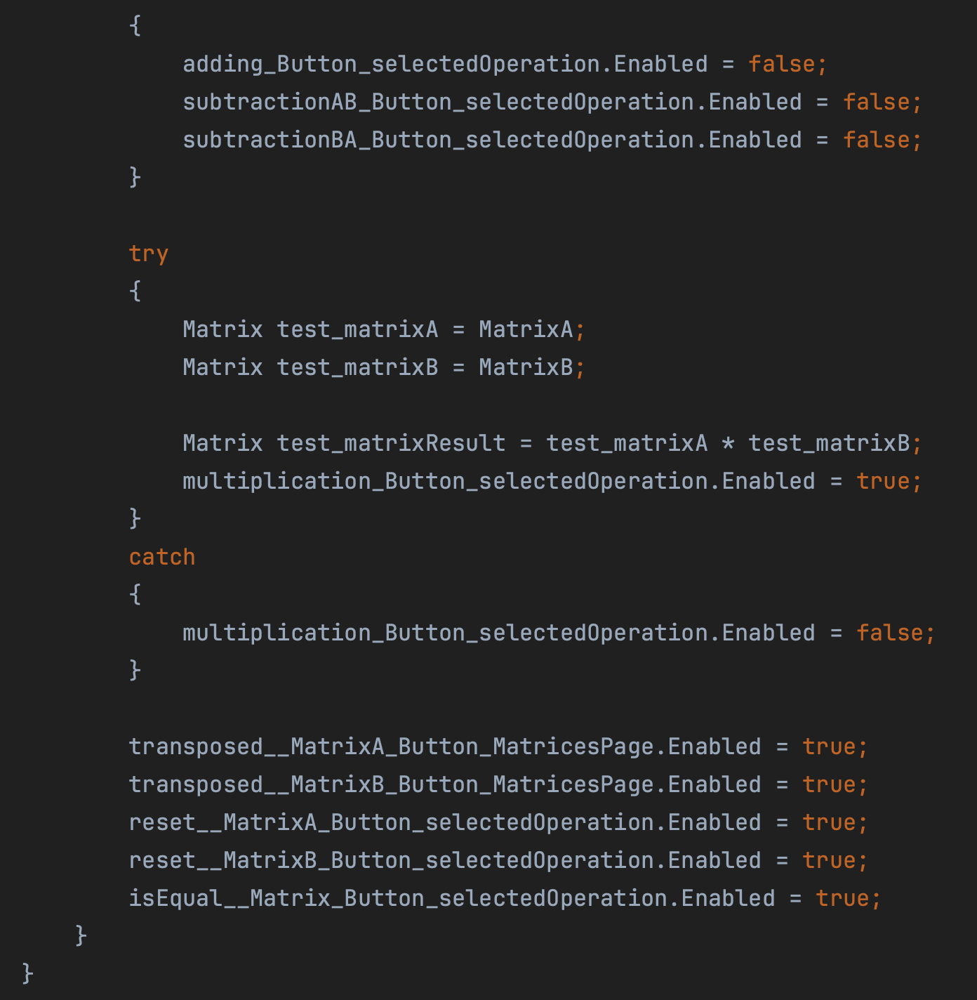 {
adding_Button_selectedOperation.Enabled = false;
subtractionAB_Button_selectedOperation.Enabled = false;
subtractionBA_Button_selectedOperation.Enabled = false;
}
try
{
Matrix test_matrixA = MatrixA;
Matrix test_matrixB = MatrixB;
Matrix test_matrixResult = test_matrixA * test_matrixB;
multiplication_Button_selectedOperation.Enabled = true;
}
catch
{
multiplication_Button_selectedOperation.Enabled = false;
}
transposed__MatrixA_Button_MatricesPage.Enabled = true;
transposed__MatrixB_Button_MatricesPage.Enabled = true;
reset__MatrixA_Button_selectedOperation.Enabled = true;
reset__MatrixB_Button_selectedOperation.Enabled = true;
isEqual__Matrix_Button_selectedOperation.Enabled = true;
}
}